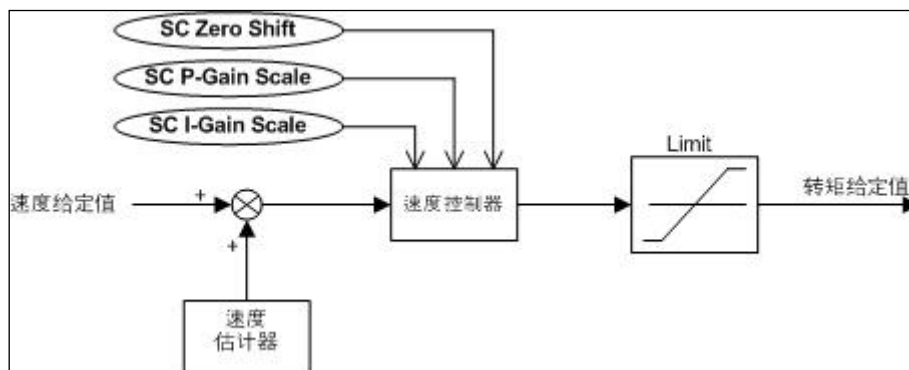 SC Zero Shift
SC P-Gain Scale
SC I-Gain Scale
Limit
速度给定值
+
速度控制器
转矩给定值
+
速度
估计器